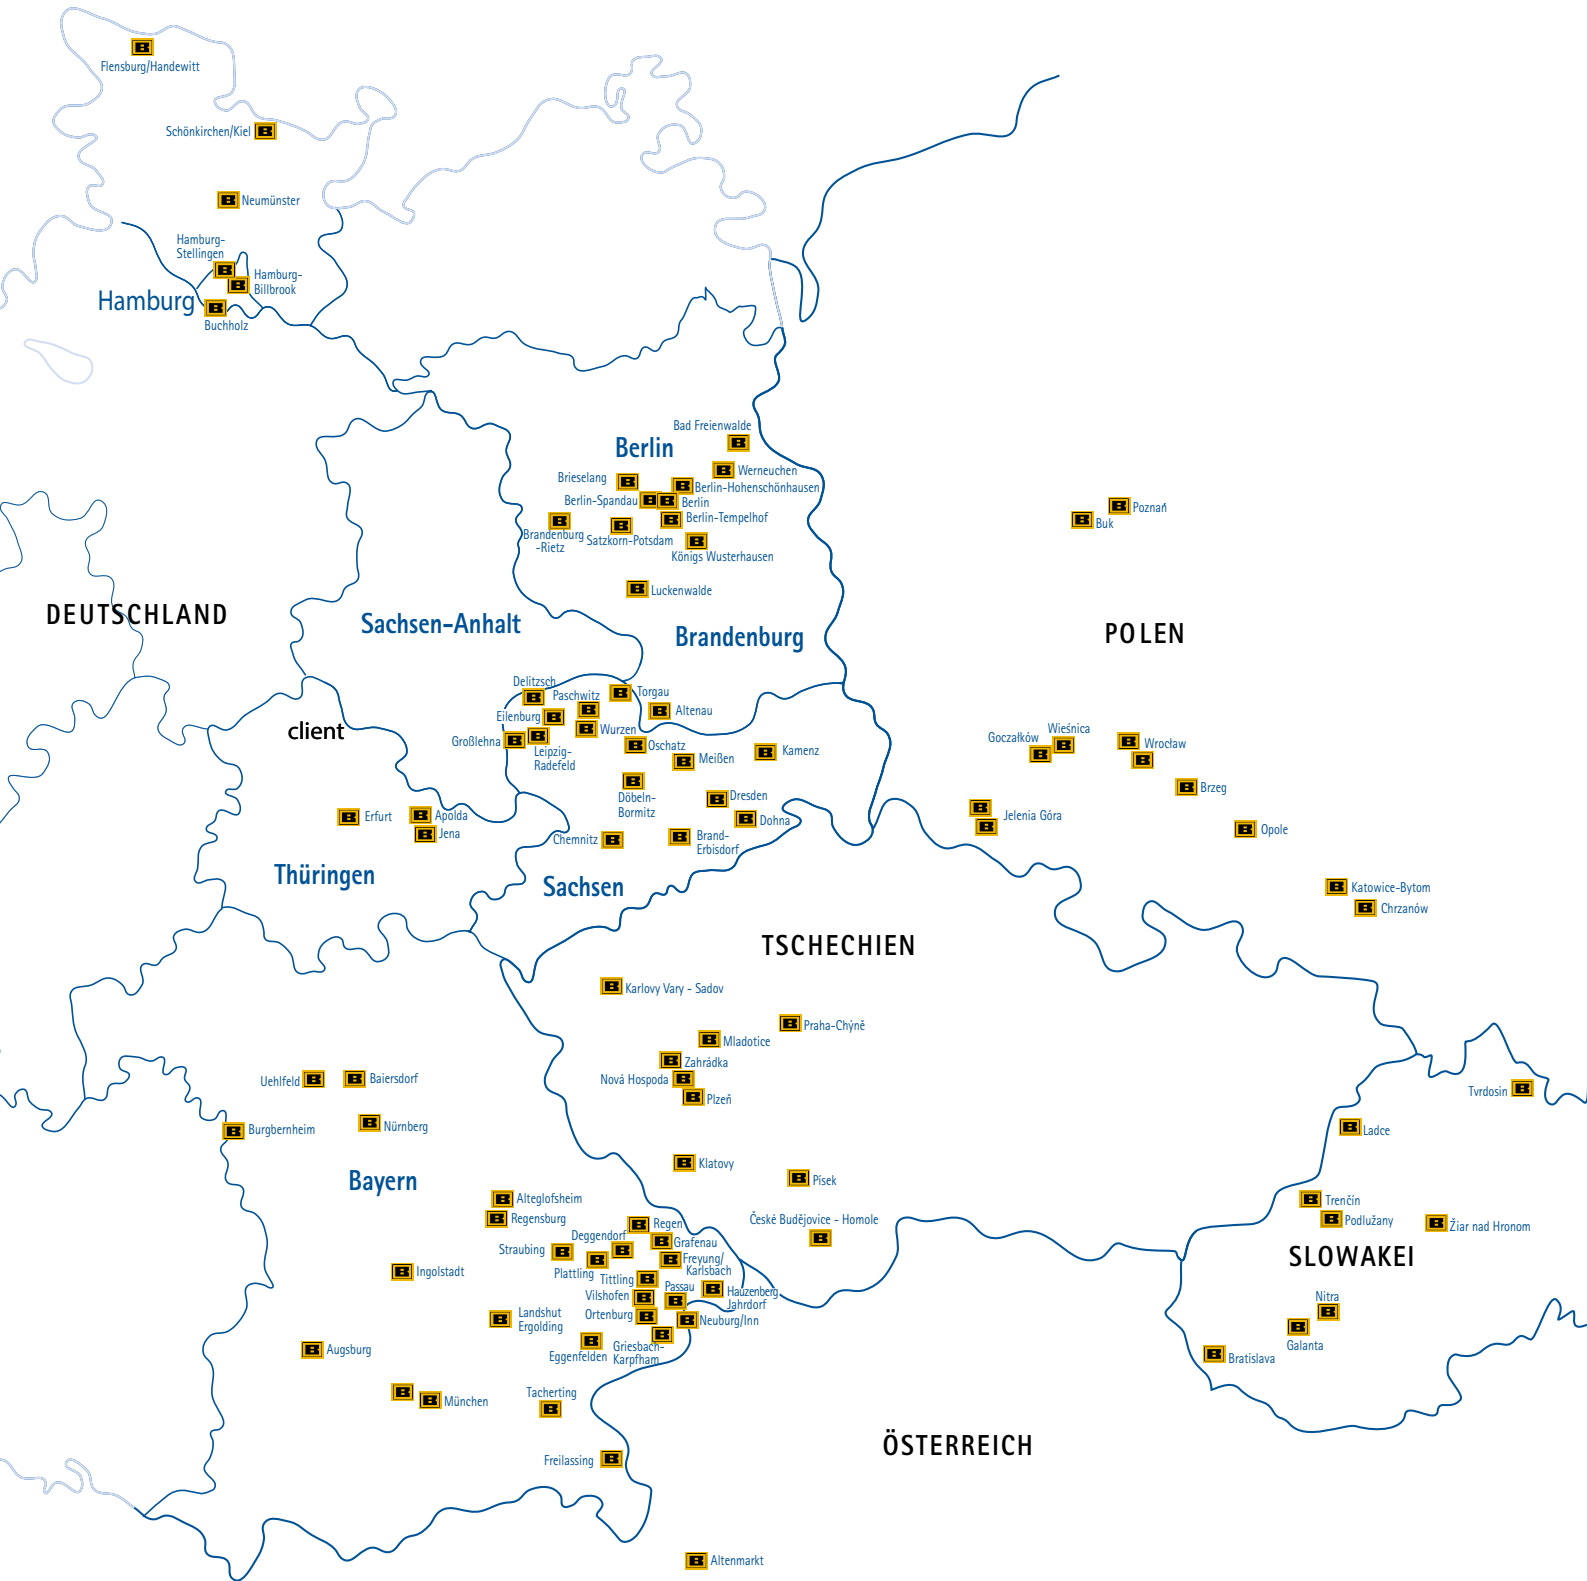 Flensburg/Handewitt
Schönkirchen/Kiel
Neumünster
Hamburg-
Stellingen
Hamburg-
Billbrook
Hamburg
Buchholz
Bad Freienwalde
Berlin
Werneuchen
Brieselang
Berlin-Hohenschönhausen
Berlin-Spandau
Berlin
Berlin-Tempelhof
Brandenburg
-Rietz
Satzkorn-Potsdam
Königs Wusterhausen
Luckenwalde
Poznań
Buk
DEUTSCHLAND
Sachsen-Anhalt
Brandenburg
POLEN
Delitzsch
Paschwitz
Torgau
Altenau
Eilenburg
Wurzen
Großlehna
Leipzig-
Radefeld
Oschatz
Meißen
Kamenz
client
Goczałków
Wieśnica
Wrocław
Brzeg
Jelenia Góra
Opole
Döbeln-
Bormitz
Dresden
Dohna
Erfurt
Apolda
Jena
Chemnitz
Brand-
Erbisdorf
Thüringen
Sachsen
Katowice-Bytom
Chrzanów
TSCHECHIEN
Karlovy Vary - Sadov
Praha-Chýně
Mladotice
Zahrádka
Nová Hospoda
Plzeň
Uehlfeld
Baiersdorf
Tvrdosin
Burgbernheim
Nürnberg
Ladce
Klatovy
Písek
Bayern
Alteglofsheim
Regensburg
České Budějovice - Homole
Trenčín
Podlužany
Žiar nad Hronom
Regen
Deggendorf
Grafenau
Straubing
Freyung/
Karlsbach
Plattling
Tittling
SLOWAKEI
Ingolstadt
Passau
Hauzenberg
Jahrdorf
Vilshofen
Ortenburg
Neuburg/Inn
Nitra
Landshut
Ergolding
Galanta
Eggenfelden
Griesbach-
Karpfham
Augsburg
Bratislava
München
Tacherting
ÖSTERREICH
Freilassing
Altenmarkt